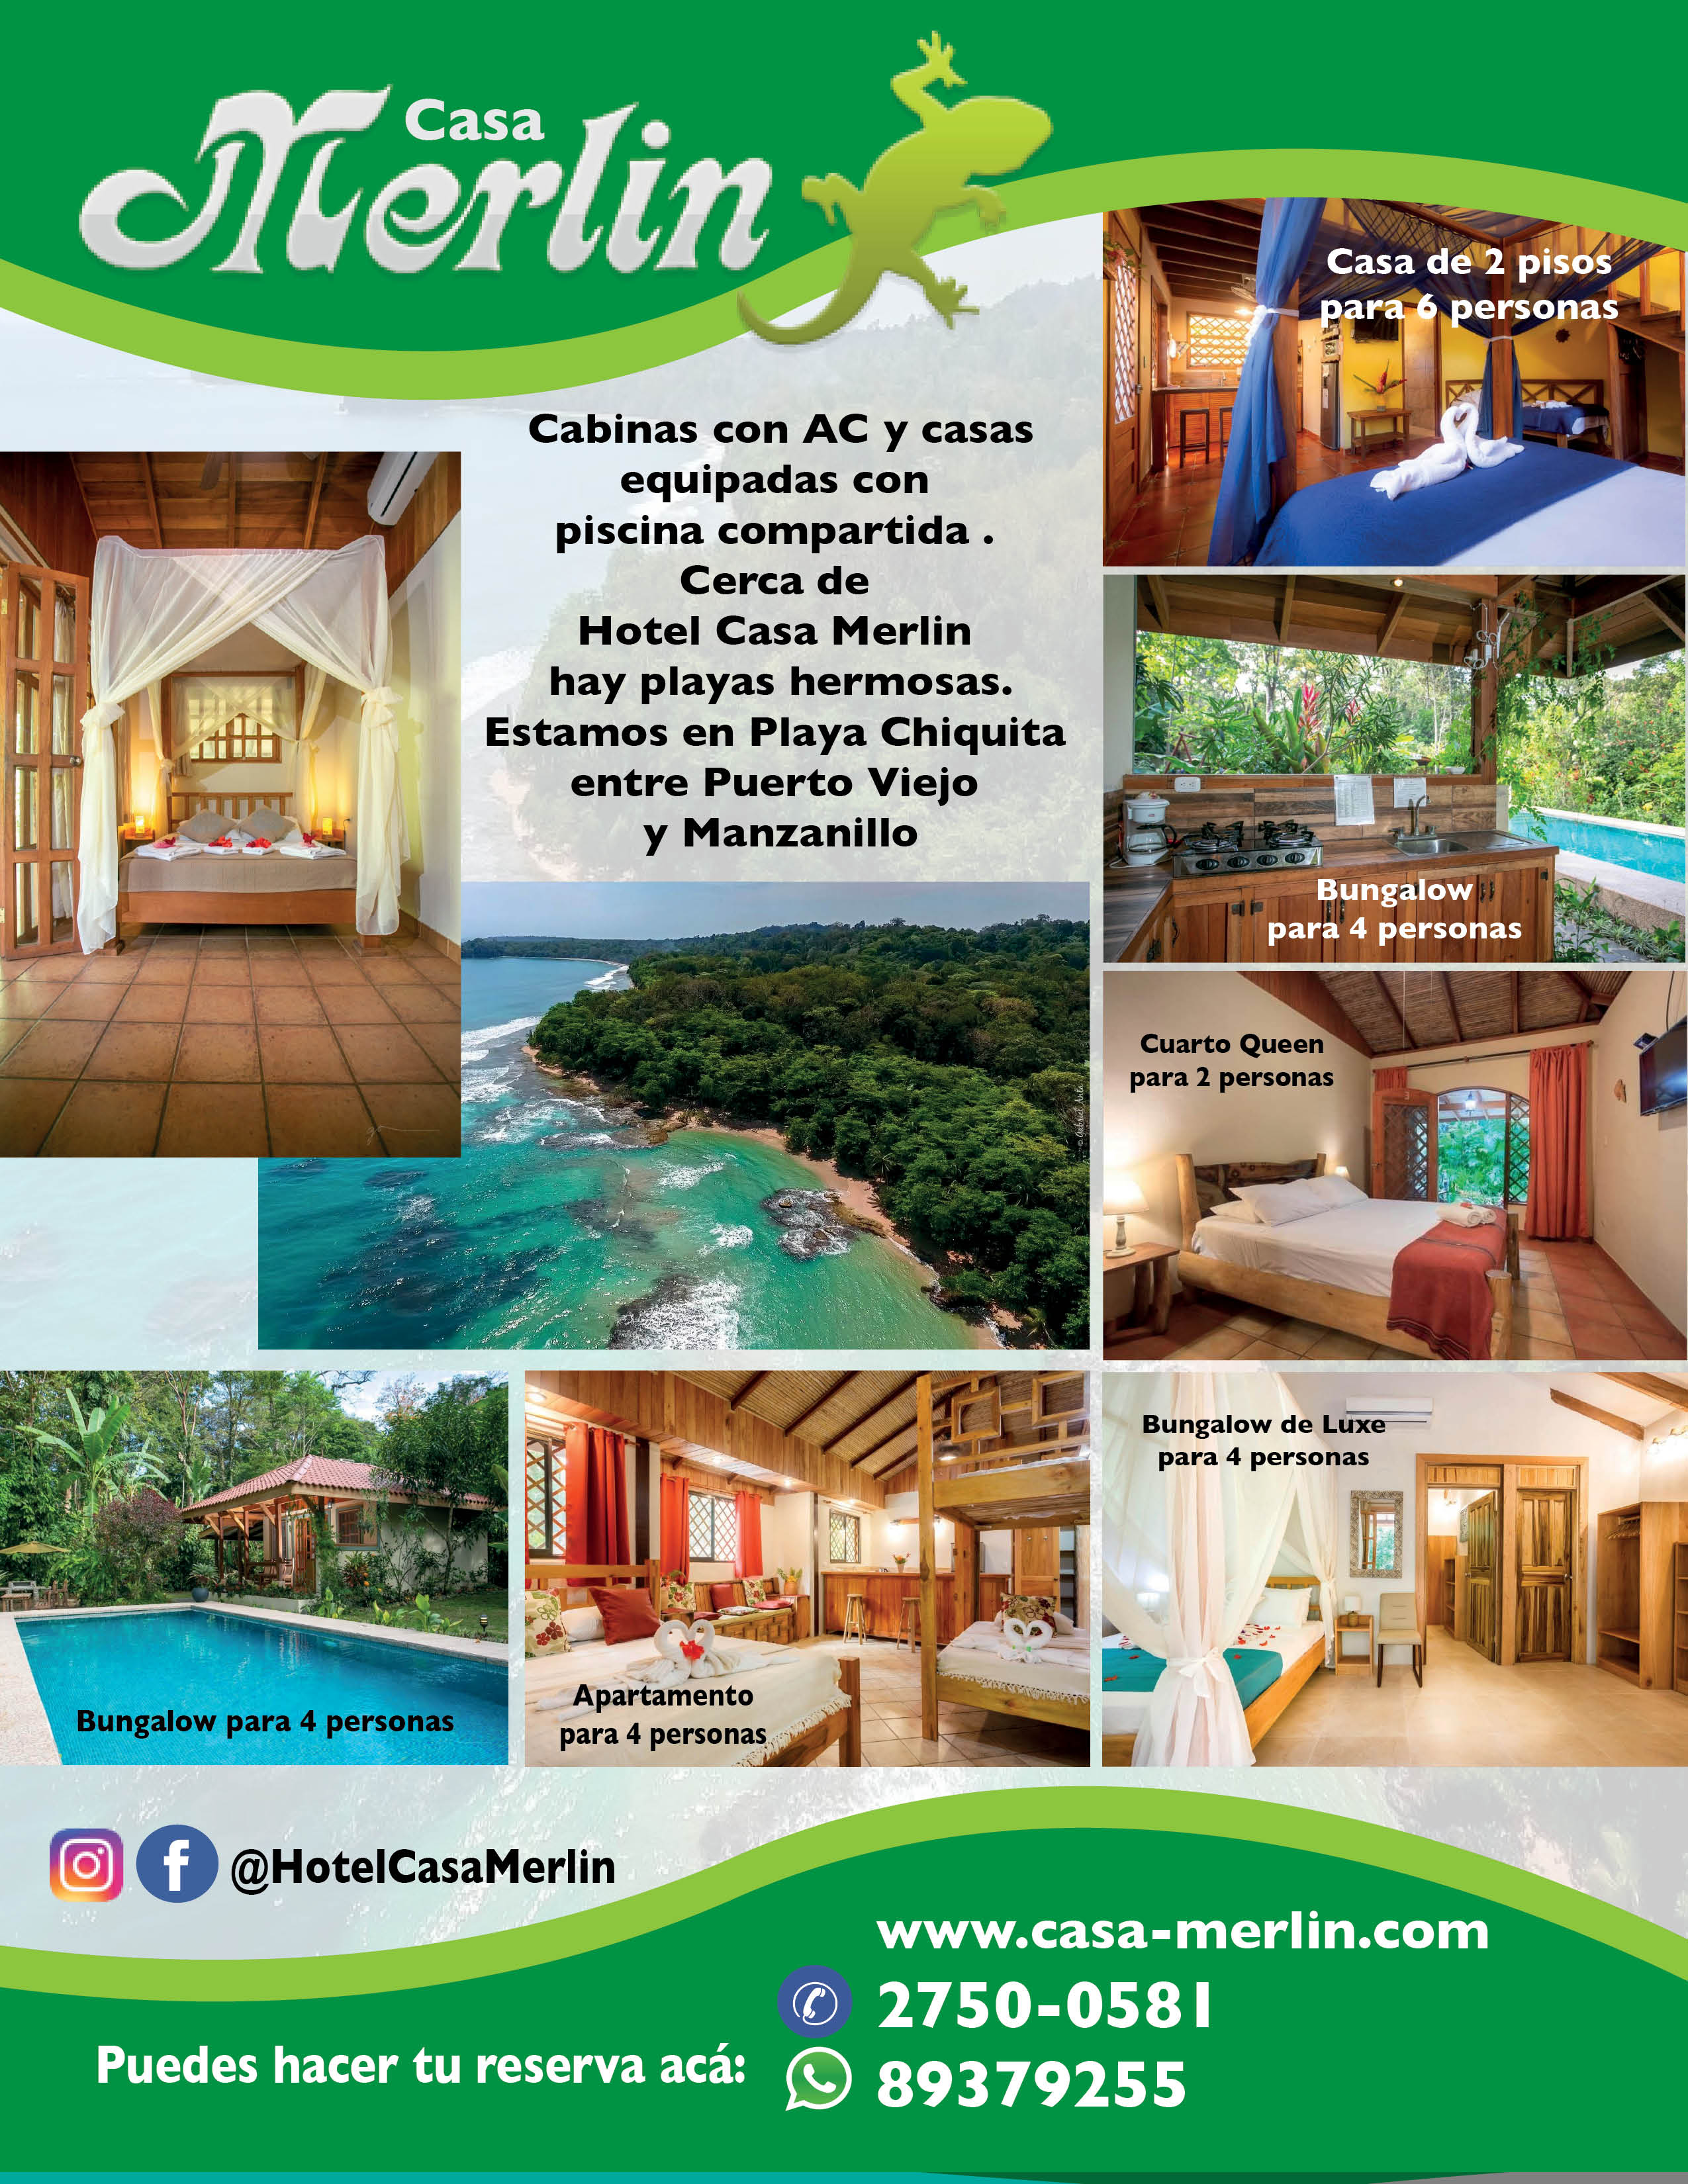 Casa
Merlin
Casa de 2 pisos
para 6 personas
Cabinas con AC y casas
equipadas con
piscina compartida .
Cerca de
Hotel Casa Merlin
hay playas hermosas.
Estamos en Playa Chiquita
entre Puerto Viejo
y Manzanillo
Bungalow
para 4 personas
Cuarto Queen
para 2 personas
Bungalow para 4 personas
Apartamento
para 4 personas
Bungalow de Luxe
para 4 personas
@HotelCasaMerlin
www.casa-merlin.com
2750-0581
Puedes hacer tu reserva acá:
89379255